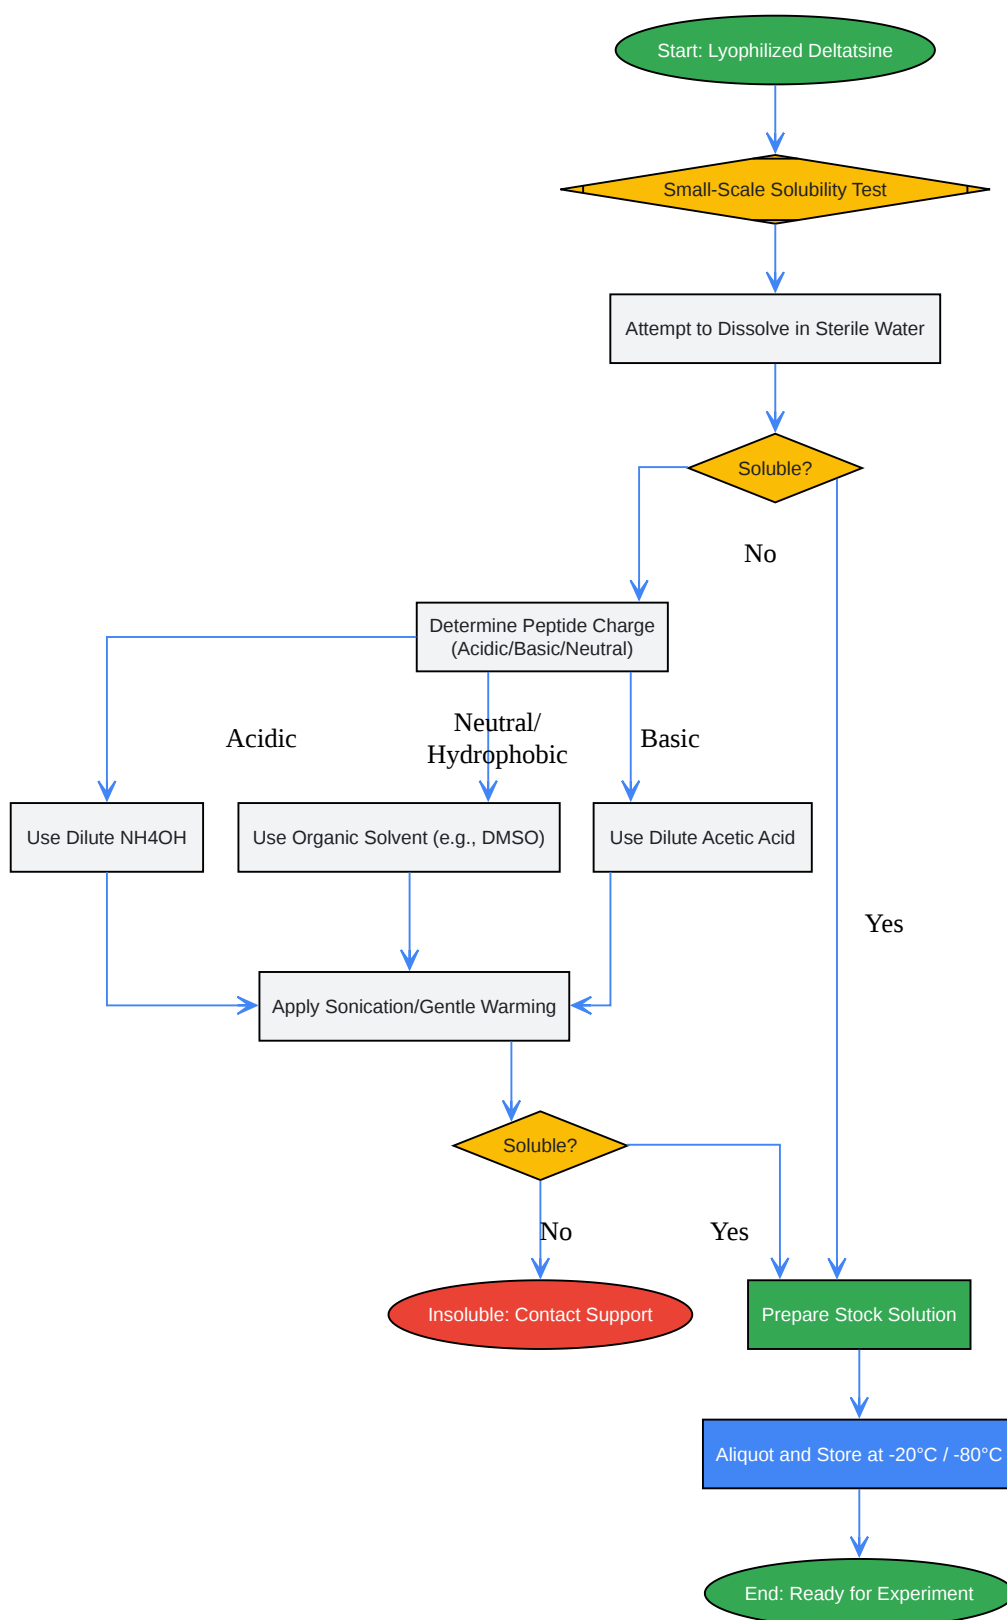 Start: Lyophilized Deltatsine
Small-Scale Solubility Test
Attempt to Dissolve in Sterile Water
Soluble?
No
Determine Peptide Charge
(Acidic/Basic/Neutral)
Acidic
Neutral/
Hydrophobic
Basic
Use Dilute NH4OH
Use Organic Solvent (e.g., DMSO)
Use Dilute Acetic Acid
Yes
Apply Sonication/Gentle Warming
Soluble?
No
Yes
Insoluble: Contact Support
Prepare Stock Solution
Aliquot and Store at -20°C / -80°C
End: Ready for Experiment